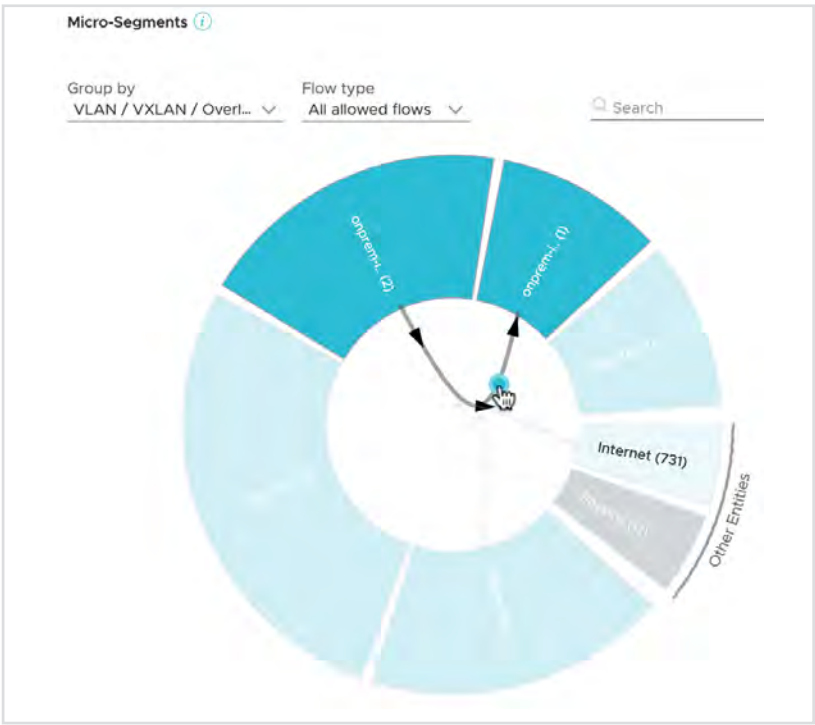 Micro-Segments i
Group by
VLAN / VXLAN / Overl...
Flow type
All allowed flows
Search
onprem-i... (2)
onprem-i... (1)
Internet (731)
Other Entities